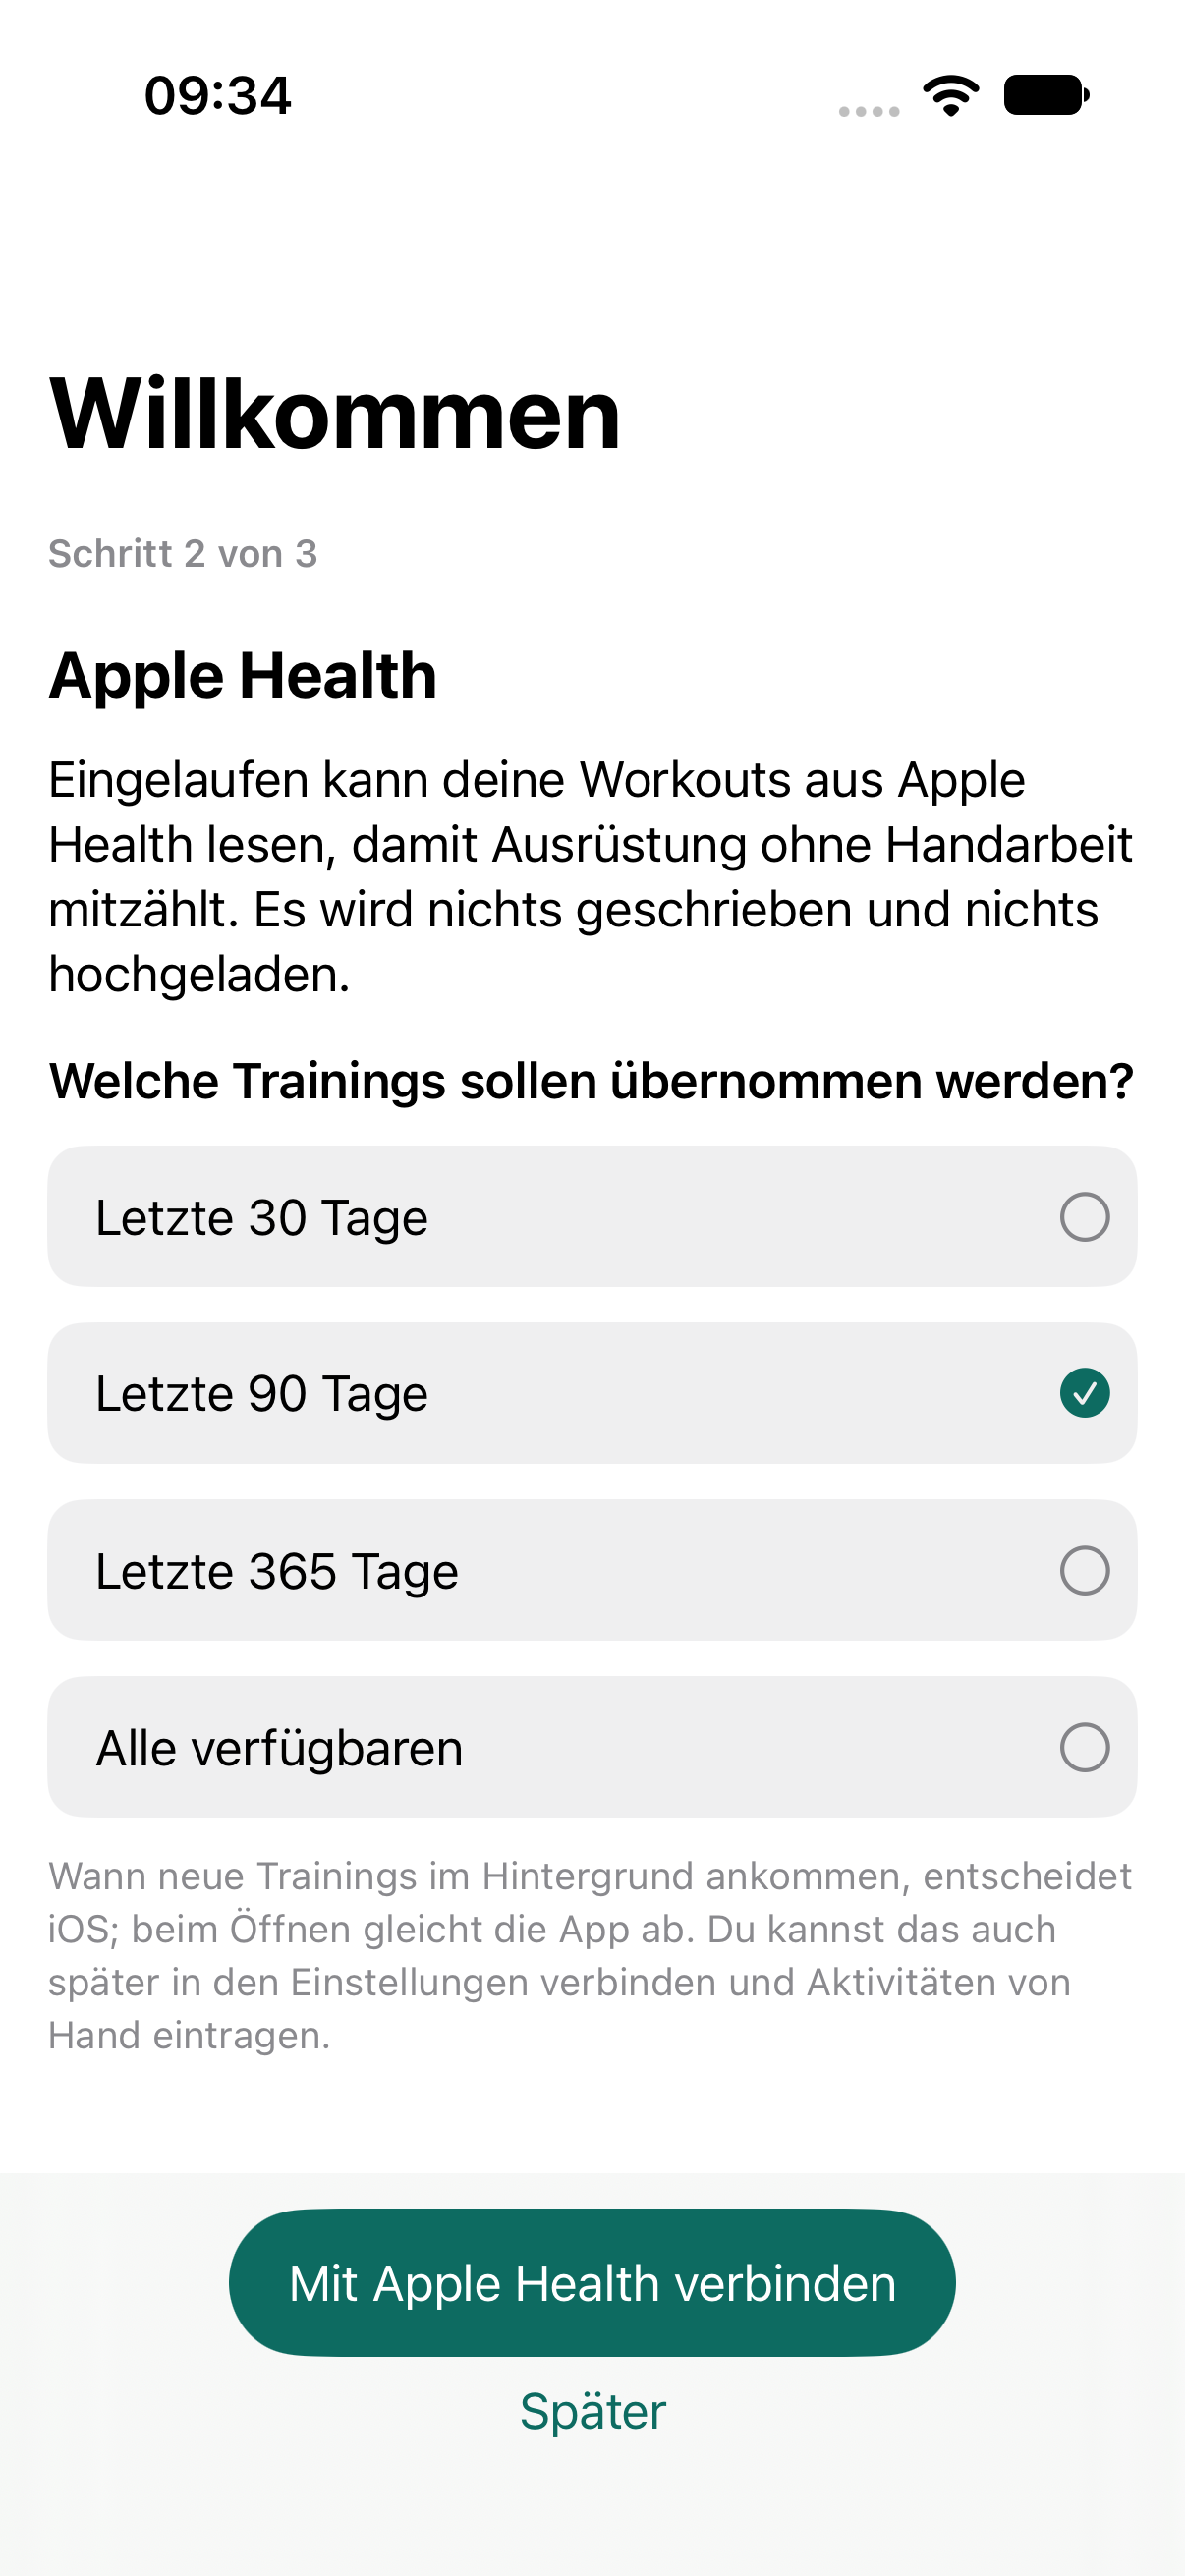 09:34
Willkommen
Schritt 2 von 3
Apple Health
Eingelaufen kann deine Workouts aus Apple
Health lesen, damit Ausrüstung ohne Handarbeit
mitzählt. Es wird nichts geschrieben und nichts
hochgeladen.
Welche Trainings sollen übernommen werden?
Letzte 30 Tage
Letzte 90 Tage
Letzte 365 Tage
Alle verfügbaren
Wann neue Trainings im Hintergrund ankommen, entscheidet
iOS; beim Öffnen gleicht die App ab. Du kannst das auch
später in den Einstellungen verbinden und Aktivitäten von
Hand eintragen.
Mit Apple Health verbinden
Später